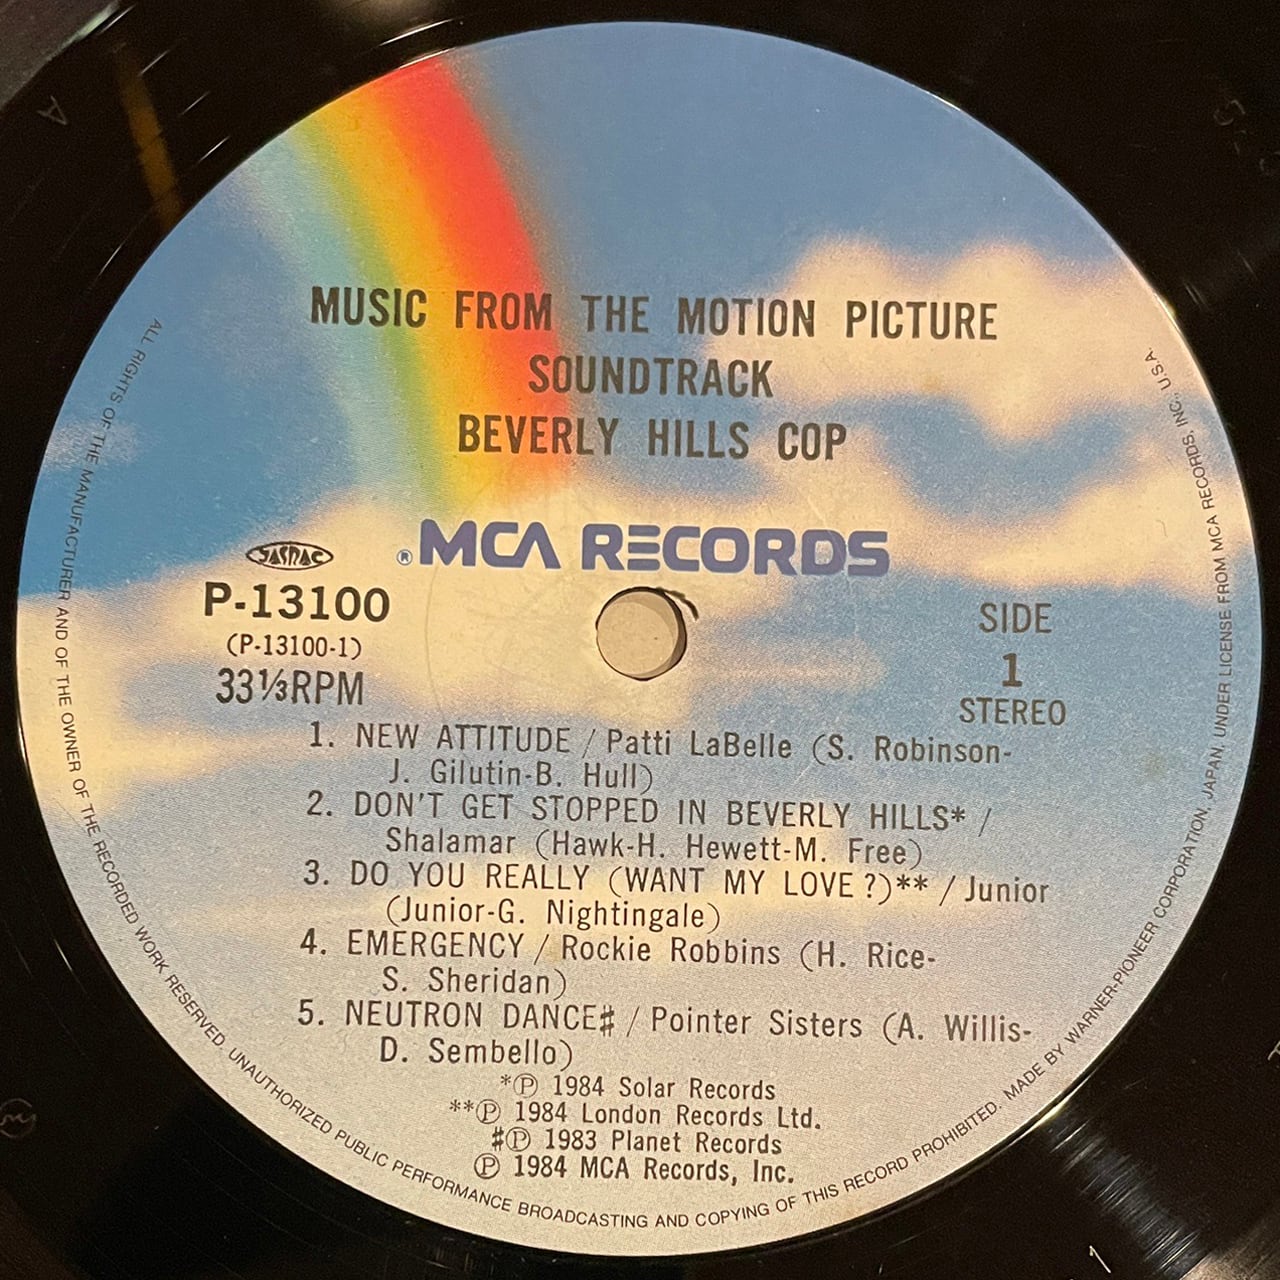 MUSIC FROM THE MOTION PICTURE
SOUNDTRACK
BEVERLY HILLS COP
® MCA RECORDS
JASRAC
P-13100
(P-13100-1)
33⅓RPM
SIDE
1
STEREO
1. NEW ATTITUDE / Patti LaBelle (S. Robinson-
J. Gilutin-B. Hull)
2. DON'T GET STOPPED IN BEVERLY HILLS* /
Shalamar (Hawk-H. Hewett-M. Free)
3. DO YOU REALLY (WANT MY LOVE?)** / Junior
(Junior-G. Nightingale)
4. EMERGENCY / Rockie Robbins (H. Rice-
S. Sheridan)
5. NEUTRON DANCE♯ / Pointer Sisters (A. Willis-
D. Sembello)
*Ⓟ 1984 Solar Records
**Ⓟ 1984 London Records Ltd.
♯Ⓟ 1983 Planet Records
Ⓟ 1984 MCA Records, Inc.
ALL RIGHTS OF THE MANUFACTURER AND OF THE OWNER OF THE RECORDED WORK RESERVED. UNAUTHORIZED PUBLIC PERFORMANCE BROADCASTING AND COPYING OF THIS RECORD PROHIBITED. MADE BY WARNER-PIONEER CORPORATION, JAPAN, UNDER LICENSE FROM MCA RECORDS, INC., U.S.A.